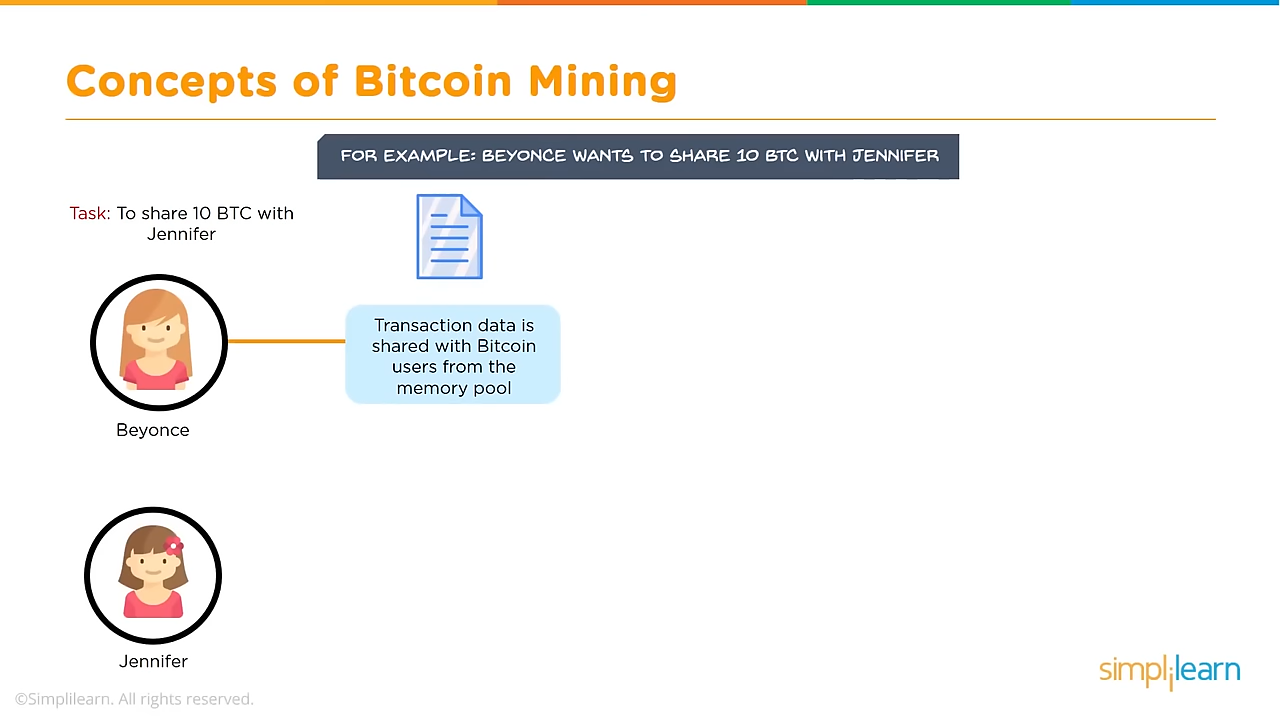 Concepts of Bitcoin Mining
FOR EXAMPLE: BEYONCE WANTS TO SHARE 10 BTC WITH JENNIFER
Task: To share 10 BTC with
Jennifer
Transaction data is
shared with Bitcoin
users from the
memory pool
Beyonce
Jennifer
simplilearn
©Simplilearn. All rights reserved.